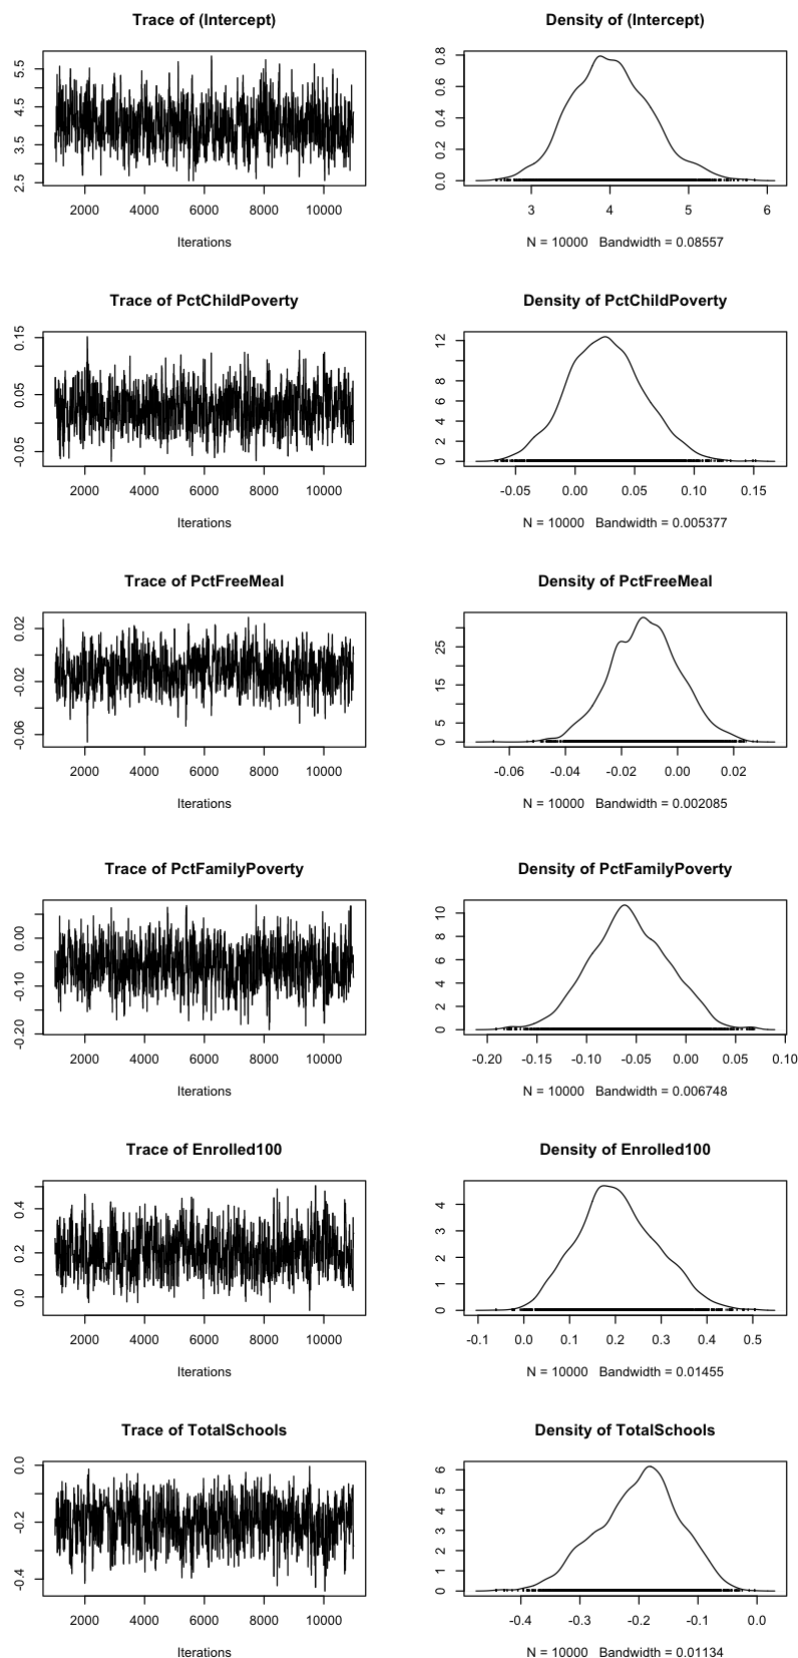 Trace of (Intercept)
Density of (Intercept)
5.5
4.5
3.5
2.5
2000 4000 6000 8000 10000
Iterations
0.8
0.6
0.4
0.2
0.0
3 4 5 6
N = 10000 Bandwidth = 0.08557
Trace of PctChildPoverty
Density of PctChildPoverty
0.15
0.05
-0.05
2000 4000 6000 8000 10000
Iterations
12
8
6
4
2
0
-0.05 0.00 0.05 0.10 0.15
N = 10000 Bandwidth = 0.005377
Trace of PctFreeMeal
Density of PctFreeMeal
0.02
-0.02
-0.06
2000 4000 6000 8000 10000
Iterations
25
15
5
0
-0.06 -0.04 -0.02 0.00 0.02
N = 10000 Bandwidth = 0.002085
Trace of PctFamilyPoverty
Density of PctFamilyPoverty
0.00
-0.10
-0.20
2000 4000 6000 8000 10000
Iterations
10
8
6
4
2
0
-0.20 -0.15 -0.10 -0.05 0.00 0.05 0.10
N = 10000 Bandwidth = 0.006748
Trace of Enrolled100
Density of Enrolled100
0.4
0.2
0.0
2000 4000 6000 8000 10000
Iterations
4
3
2
1
0
-0.1 0.0 0.1 0.2 0.3 0.4 0.5
N = 10000 Bandwidth = 0.01455
Trace of TotalSchools
Density of TotalSchools
0.0
-0.2
-0.4
2000 4000 6000 8000 10000
Iterations
6
5
4
3
2
1
0
-0.4 -0.3 -0.2 -0.1 0.0
N = 10000 Bandwidth = 0.01134